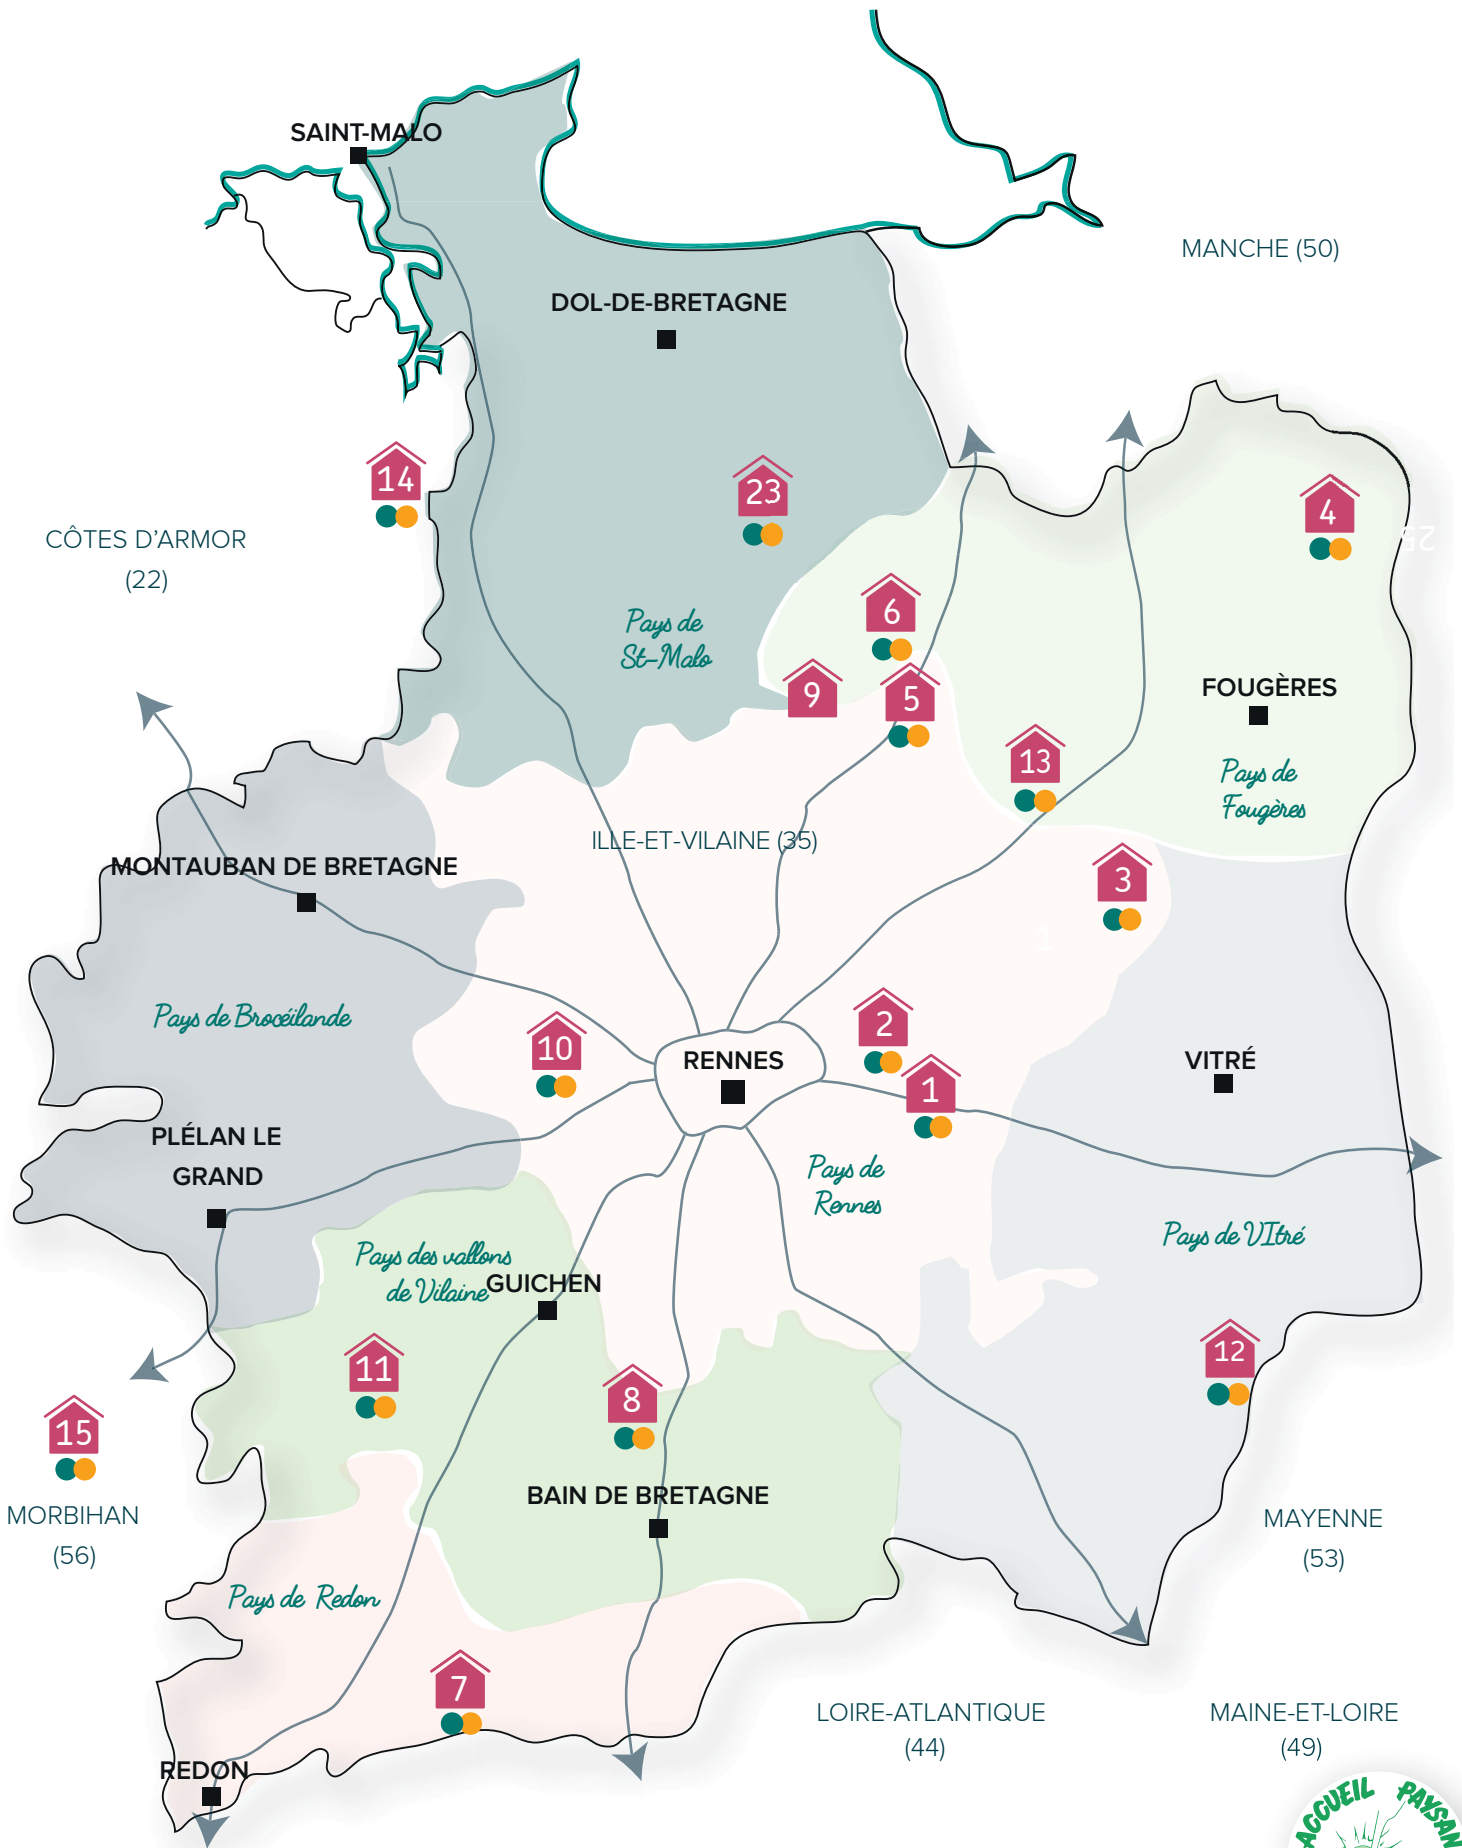 SAINT-MALO
MANCHE (50)
DOL-DE-BRETAGNE
14
23
4
25
CÔTES D'ARMOR
(22)
6
Pays de
St-Malo
9
5
FOUGÈRES
13
Pays de
Fougères
ILLE-ET-VILAINE (35)
MONTAUBAN DE BRETAGNE
3
1
Pays de Brocéilande
2
10
RENNES
VITRÉ
1
PLÉLAN LE
GRAND
Pays de
Rennes
Pays de VItré
Pays des vallons
de Vilaine
GUICHEN
11
12
8
15
BAIN DE BRETAGNE
MORBIHAN
(56)
MAYENNE
(53)
Pays de Redon
7
LOIRE-ATLANTIQUE
(44)
MAINE-ET-LOIRE
(49)
REDON
ACCUEIL PAYSAN